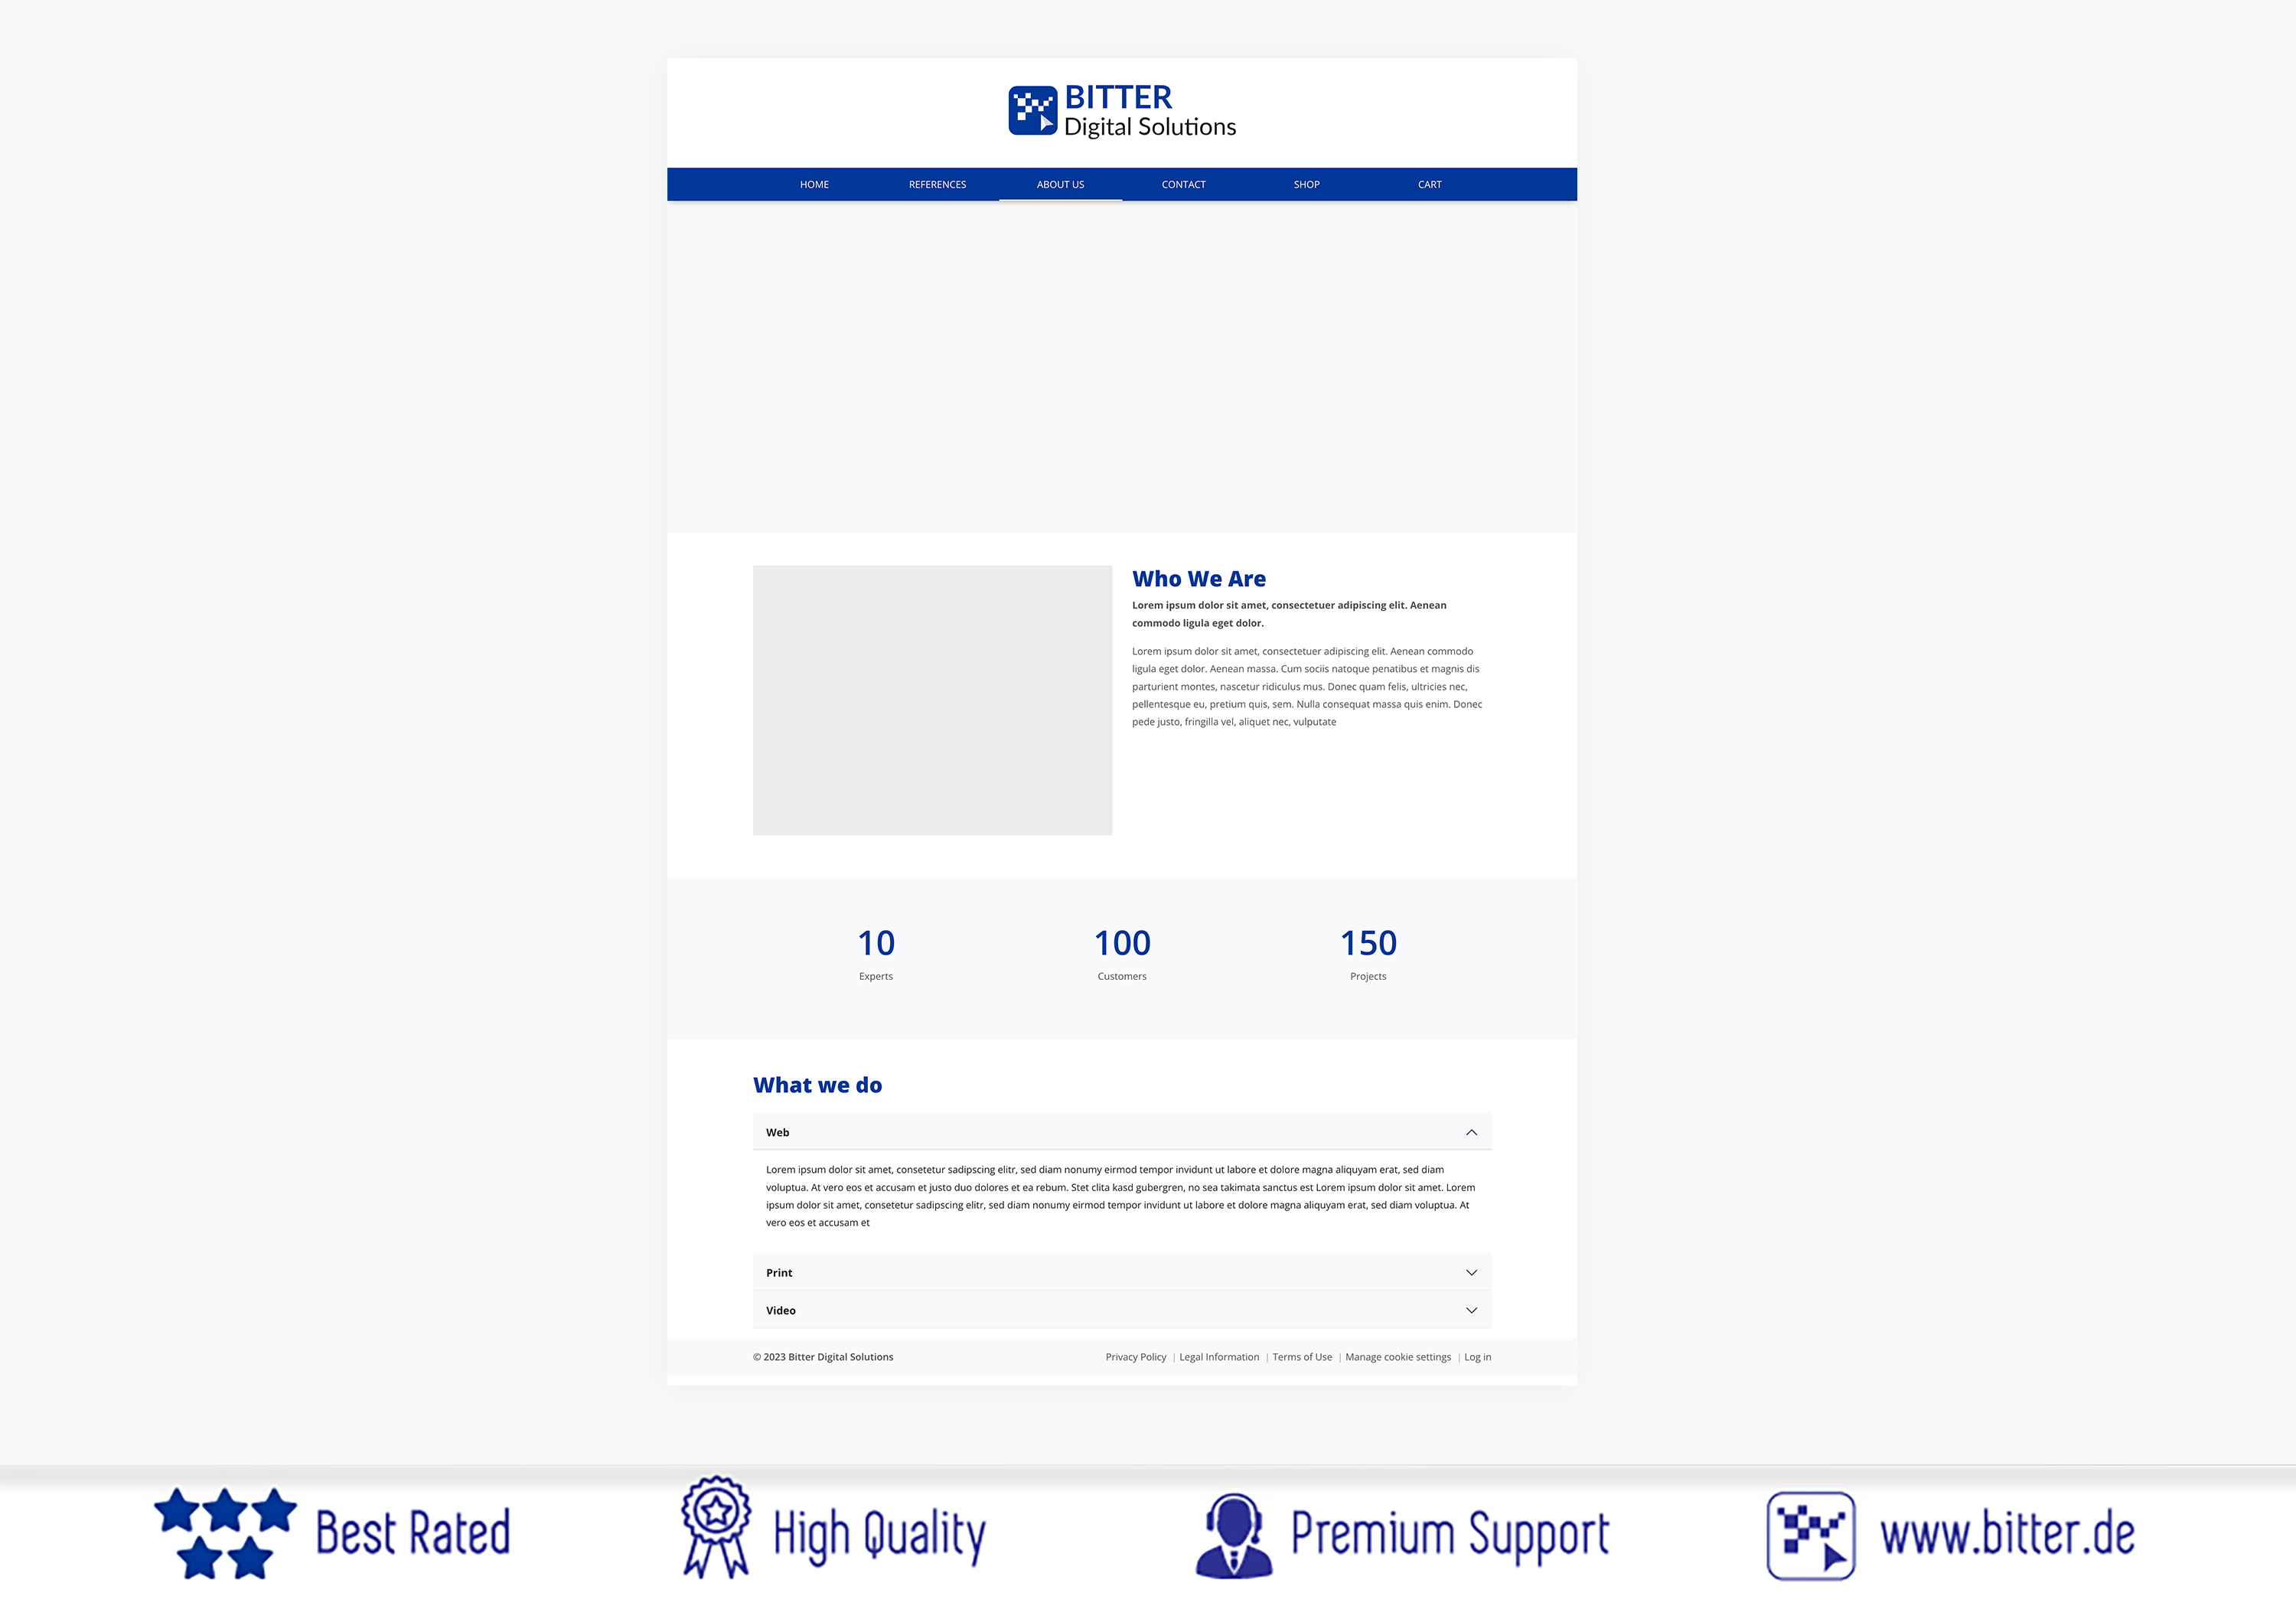 BITTER
Digital Solutions
HOME REFERENCES ABOUT US CONTACT SHOP CART
Who We Are
Lorem ipsum dolor sit amet, consectetuer adipiscing elit. Aenean
commodo ligula eget dolor.
Lorem ipsum dolor sit amet, consectetuer adipiscing elit. Aenean commodo
ligula eget dolor. Aenean massa. Cum sociis natoque penatibus et magnis dis
parturient montes, nascetur ridiculus mus. Donec quam felis, ultricies nec,
pellentesque eu, pretium quis, sem. Nulla consequat massa quis enim. Donec
pede justo, fringilla vel, aliquet nec, vulputate
10 100 150
Experts Customers Projects
What we do
Web
Lorem ipsum dolor sit amet, consetetur sadipscing elitr, sed diam nonumy eirmod tempor invidunt ut labore et dolore magna aliquyam erat, sed diam
voluptua. At vero eos et accusam et justo duo dolores et ea rebum. Stet clita kasd gubergren, no sea takimata sanctus est Lorem ipsum dolor sit amet. Lorem
ipsum dolor sit amet, consetetur sadipscing elitr, sed diam nonumy eirmod tempor invidunt ut labore et dolore magna aliquyam erat, sed diam voluptua. At
vero eos et accusam et
Print
Video
© 2023 Bitter Digital Solutions Privacy Policy | Legal Information | Terms of Use | Manage cookie settings | Log in
Best Rated High Quality Premium Support www.bitter.de